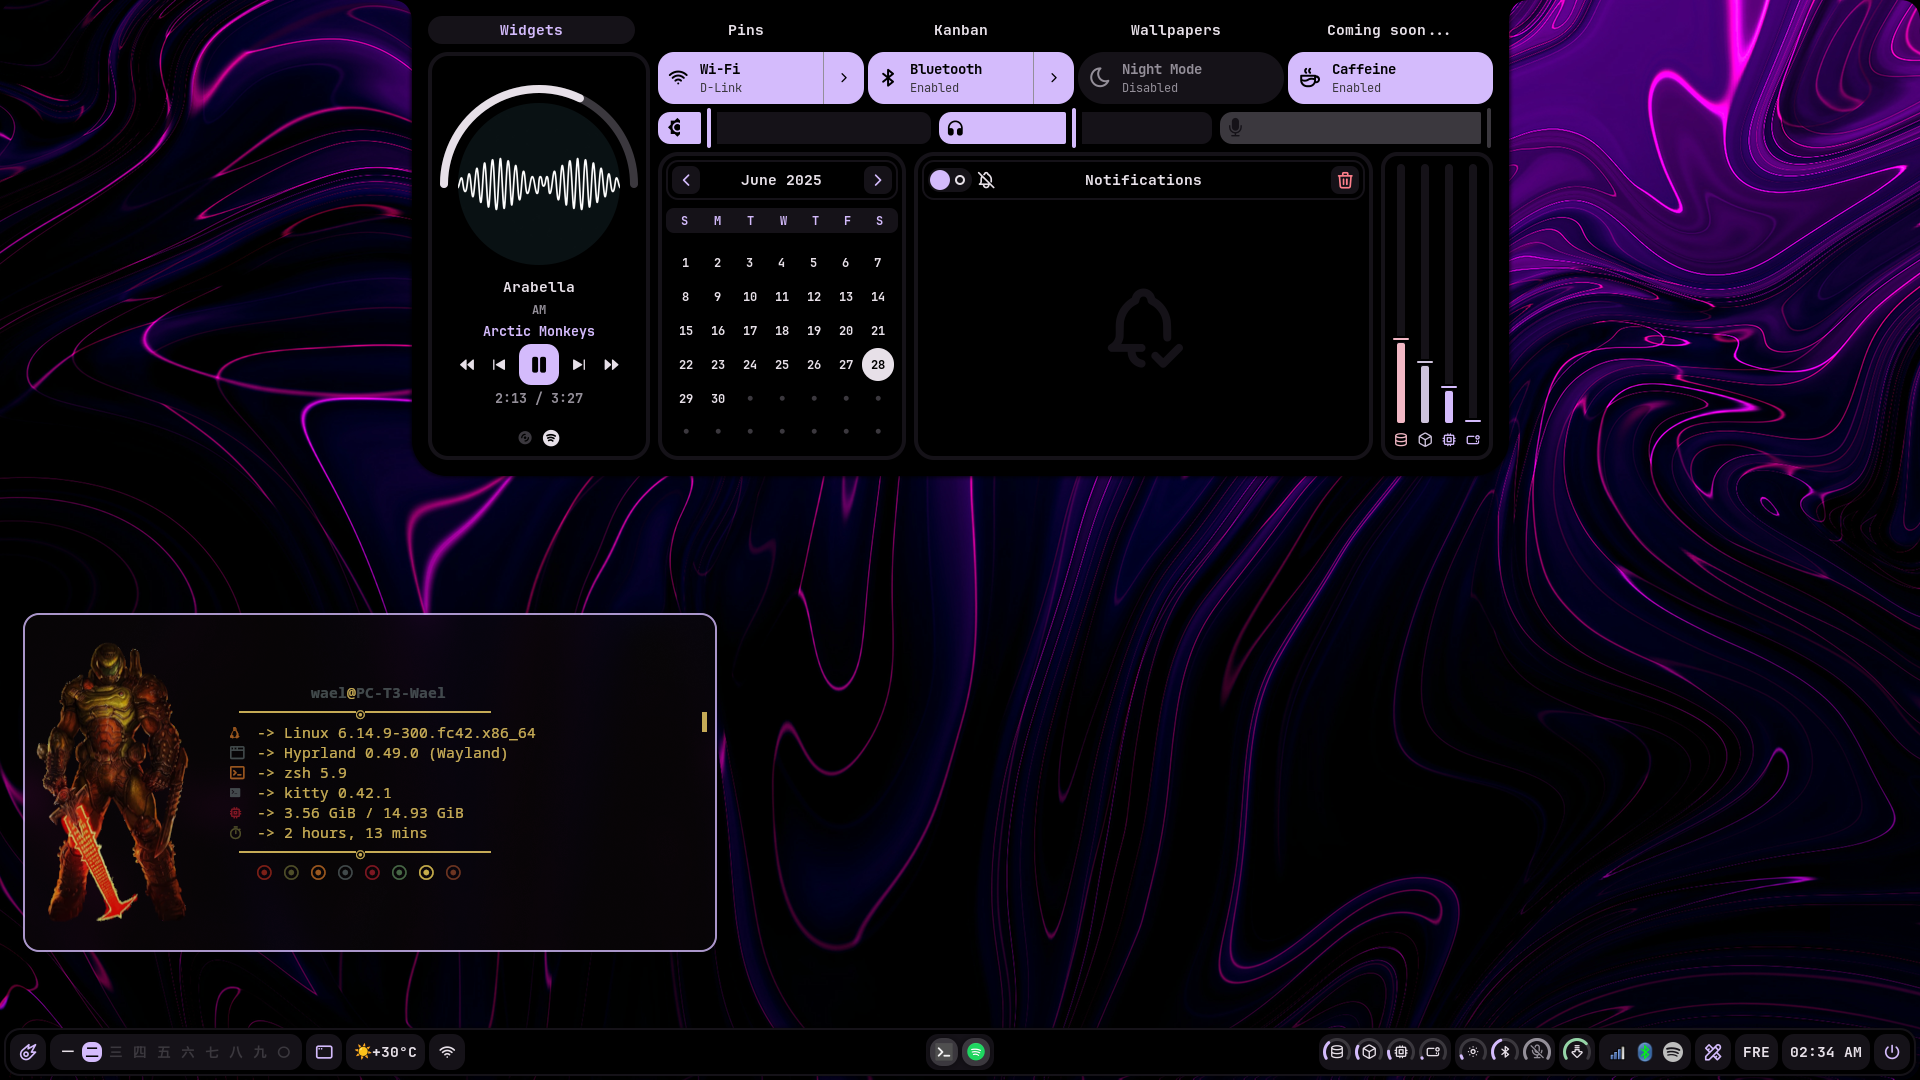 Widgets
Pins
Kanban
Wallpapers
Coming soon...
Wi-Fi
D-Link
Bluetooth
Enabled
Night Mode
Disabled
Caffeine
Enabled
Arabella
AM
Arctic Monkeys
2:13 / 3:27
June 2025
S M T W T F S
1 2 3 4 5 6 7
8 9 10 11 12 13 14
15 16 17 18 19 20 21
22 23 24 25 26 27 28
29 30
Notifications
wael@PC-T3-Wael
-> Linux 6.14.9-300.fc42.x86_64
-> Hyprland 0.49.0 (Wayland)
-> zsh 5.9
-> kitty 0.42.1
-> 3.56 GiB / 14.93 GiB
-> 2 hours, 13 mins
一 二 三 四 五 六 七 八 九 〇
+30°C
FRE
02:34 AM